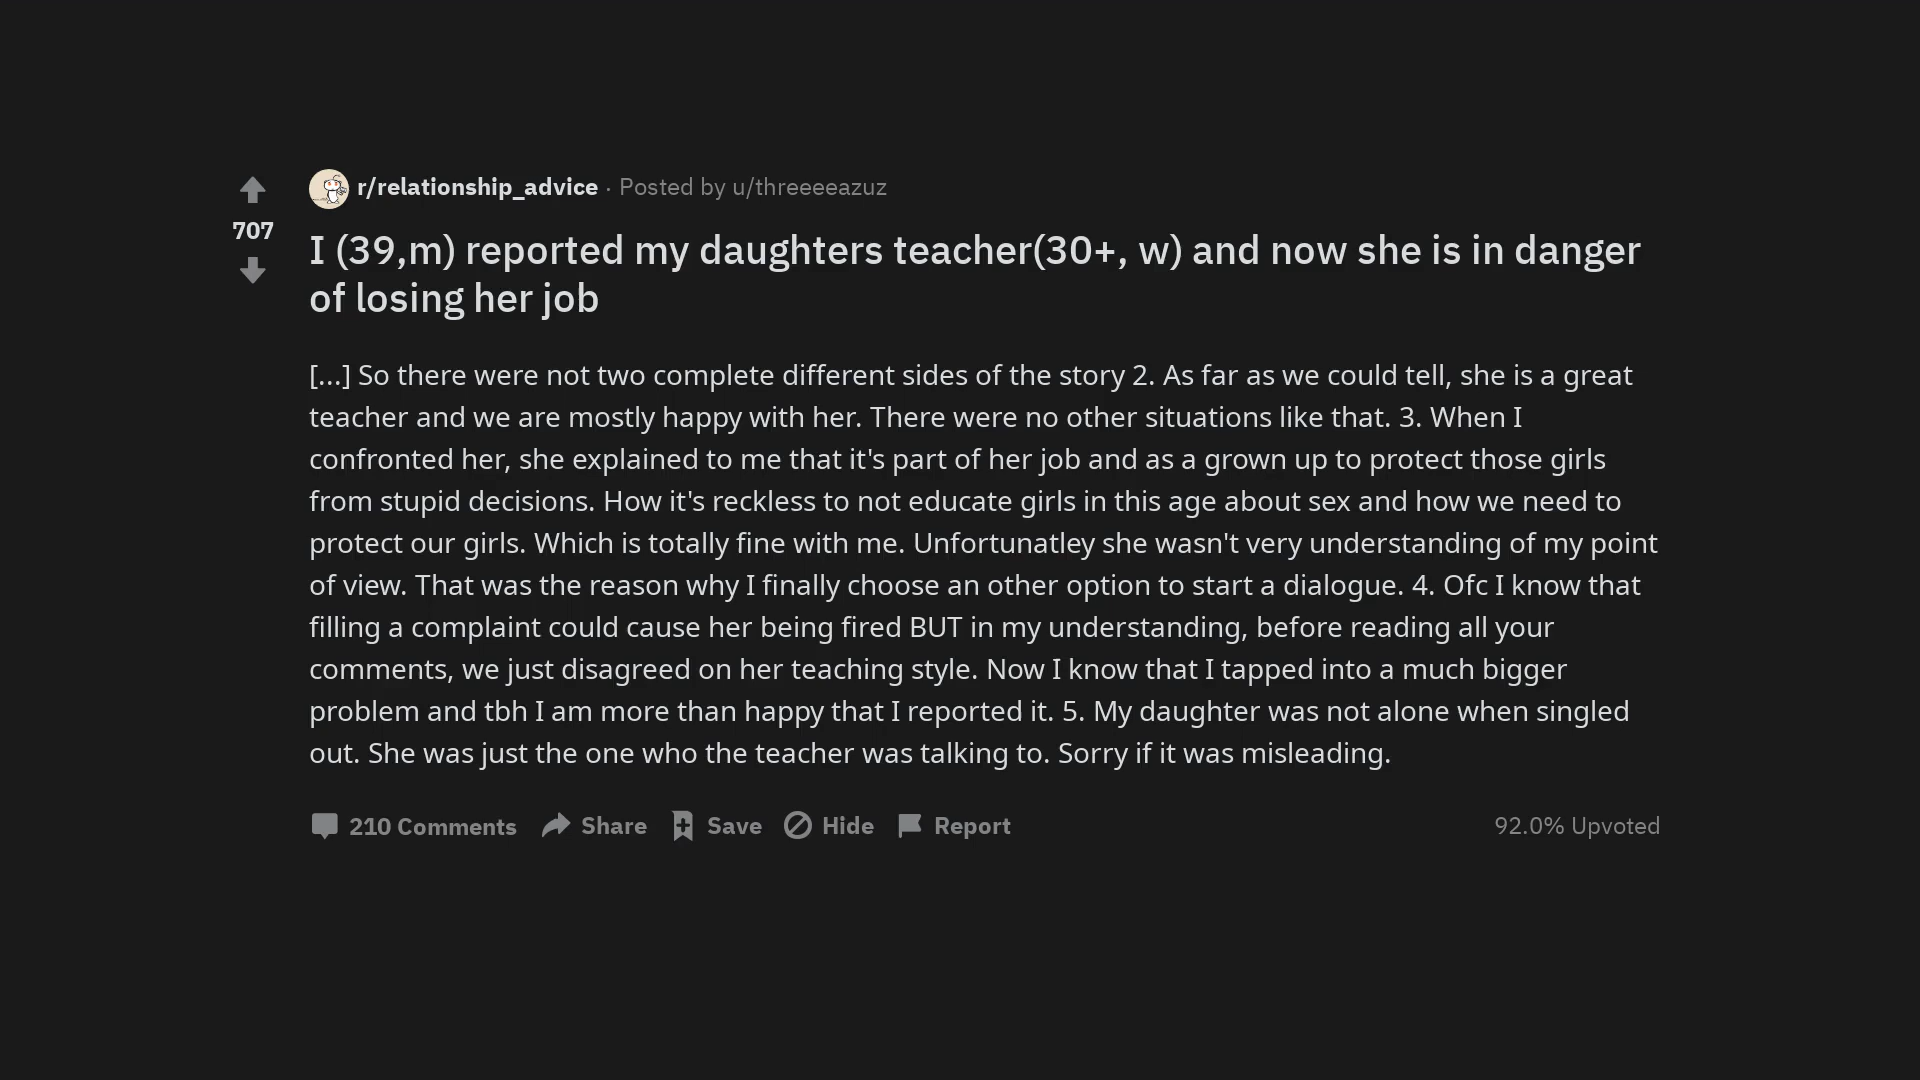 r/relationship_advice · Posted by u/threeeeazuz
707
I (39,m) reported my daughters teacher(30+, w) and now she is in danger
of losing her job
[...] So there were not two complete different sides of the story 2. As far as we could tell, she is a great
teacher and we are mostly happy with her. There were no other situations like that. 3. When I
confronted her, she explained to me that it's part of her job and as a grown up to protect those girls
from stupid decisions. How it's reckless to not educate girls in this age about sex and how we need to
protect our girls. Which is totally fine with me. Unfortunatley she wasn't very understanding of my point
of view. That was the reason why I finally choose an other option to start a dialogue. 4. Ofc I know that
filling a complaint could cause her being fired BUT in my understanding, before reading all your
comments, we just disagreed on her teaching style. Now I know that I tapped into a much bigger
problem and tbh I am more than happy that I reported it. 5. My daughter was not alone when singled
out. She was just the one who the teacher was talking to. Sorry if it was misleading.
210 Comments Share Save Hide Report 92.0% Upvoted